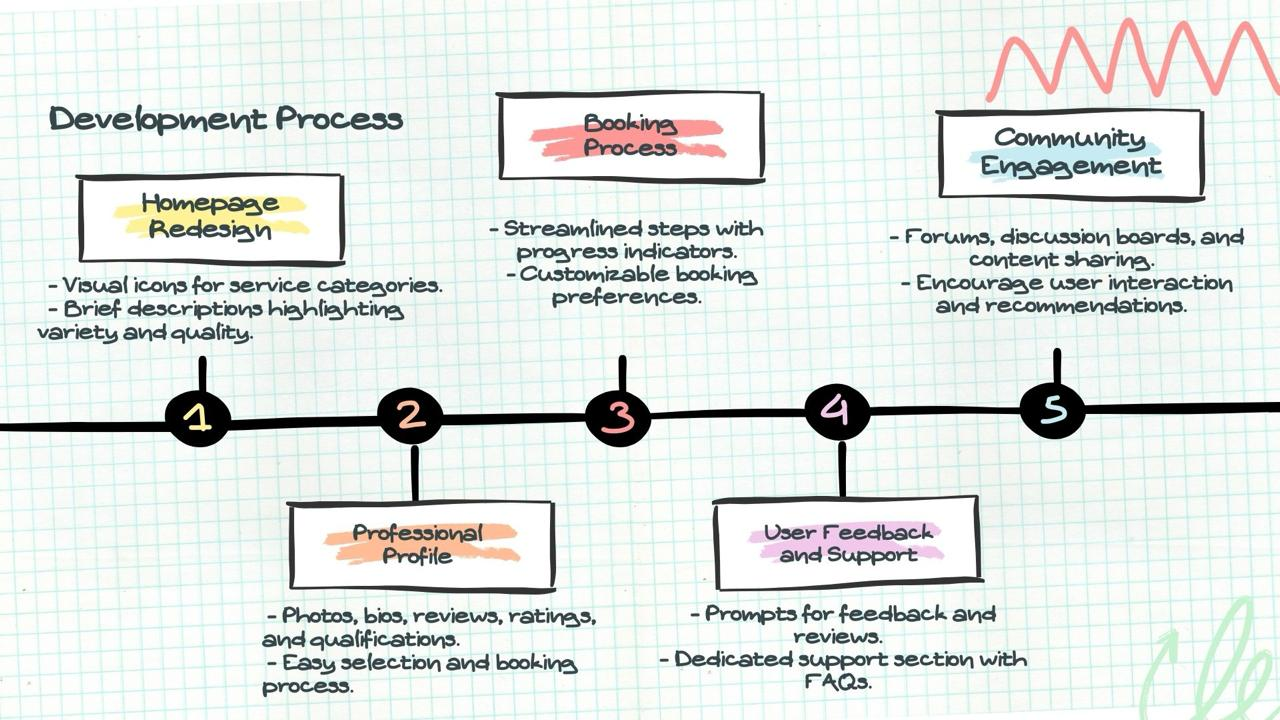 Development Process
Homepage
Redesign
- Visual icons for service categories.
- Brief descriptions highlighting
variety and quality.
Booking
Process
- Streamlined steps with
progress indicators.
- Customizable booking
preferences.
Community
Engagement
- Forums, discussion boards, and
content sharing.
- Encourage user interaction
and recommendations.
1
2
3
4
5
Professional
Profile
- Photos, bios, reviews, ratings,
and qualifications.
- Easy selection and booking
process.
User Feedback
and Support
- Prompts for feedback and
reviews.
- Dedicated support section with
FAQs.